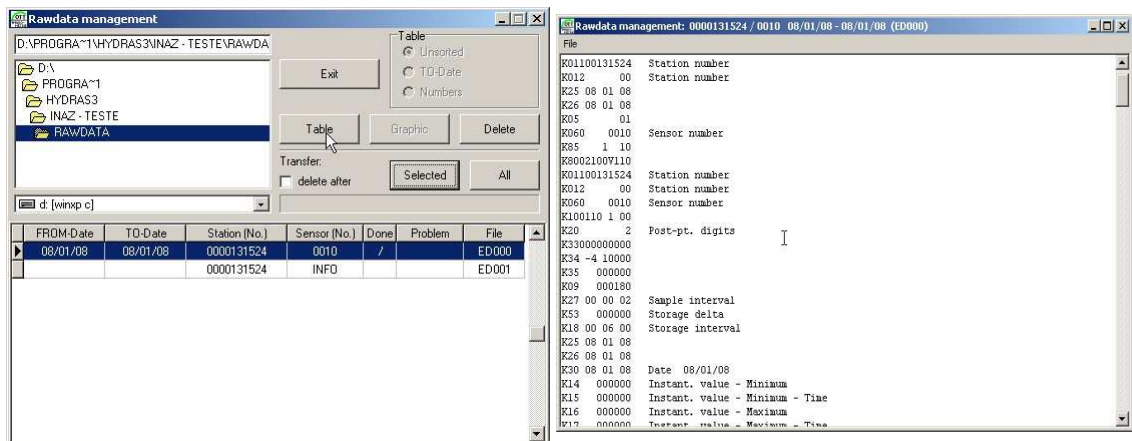 Rawdata management
D:\PROGRA~1\HYDRAS3\INAZ - TESTE\RAWDA
D:\
PROGRA~1
HYDRAS3
INAZ - TESTE
RAWDATA
d: [winxp c]
Exit
Table
Unsorted
TO-Date
Numbers
Table
Graphic
Delete
Transfer:
delete after
Selected
All
FROM-Date TO-Date Station (No.) Sensor (No.) Done Problem File
08/01/08 08/01/08 0000131524 0010 / ED000
0000131524 INFO ED001
Rawdata management: 0000131524 / 0010 08/01/08 - 08/01/08 (ED000)
File
K01100131524 Station number
K012 00 Station number
K25 08 01 08
K26 08 01 08
K05 01
K060 0010 Sensor number
K85 1 10
K8002100V110
K01100131524 Station number
K012 00 Station number
K060 0010 Sensor number
K100110 1 00
K20 2 Post-pt. digits
K33000000000
K34 -4 10000
K35 000000
K09 000180
K27 00 00 02 Sample interval
K53 000000 Storage delta
K18 00 06 00 Storage interval
K25 08 01 08
K26 08 01 08
K30 08 01 08 Date 08/01/08
K14 000000 Instant. value - Minimum
K15 000000 Instant. value - Minimum - Time
K16 000000 Instant. value - Maximum
K17 000000 Instant. value - Maximum - Time